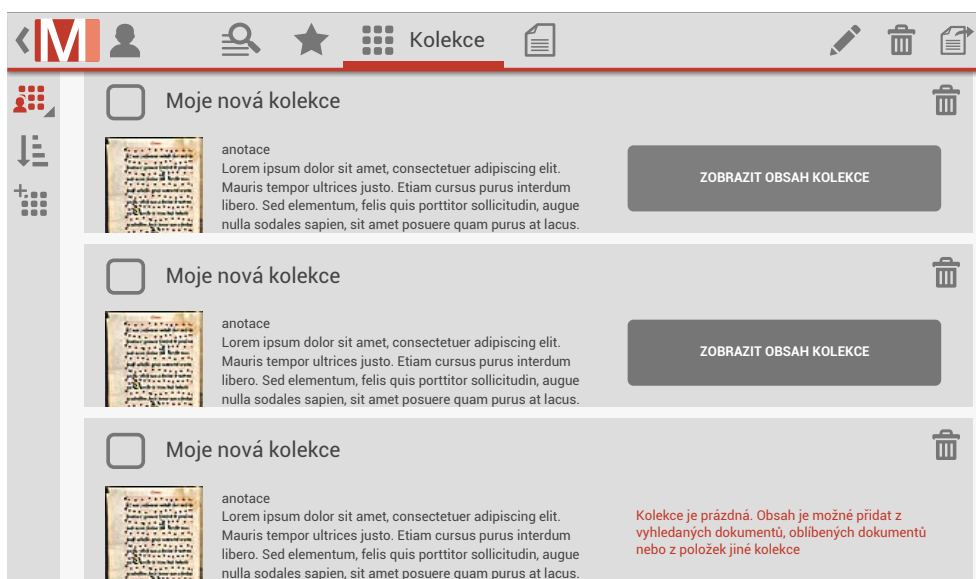 M
Kolekce
Moje nová kolekce
anotace
Lorem ipsum dolor sit amet, consectetuer adipiscing elit.
Mauris tempor ultrices justo. Etiam cursus purus interdum
libero. Sed elementum, felis quis porttitor sollicitudin, augue
nulla sodales sapien, sit amet posuere quam purus at lacus.
ZOBRAZIT OBSAH KOLEKCE
Moje nová kolekce
anotace
Lorem ipsum dolor sit amet, consectetuer adipiscing elit.
Mauris tempor ultrices justo. Etiam cursus purus interdum
libero. Sed elementum, felis quis porttitor sollicitudin, augue
nulla sodales sapien, sit amet posuere quam purus at lacus.
ZOBRAZIT OBSAH KOLEKCE
Moje nová kolekce
anotace
Lorem ipsum dolor sit amet, consectetuer adipiscing elit.
Mauris tempor ultrices justo. Etiam cursus purus interdum
libero. Sed elementum, felis quis porttitor sollicitudin, augue
nulla sodales sapien, sit amet posuere quam purus at lacus.
Kolekce je prázdná. Obsah je možné přidat z
vyhledaných dokumentů, oblíbených dokumentů
nebo z položek jiné kolekce